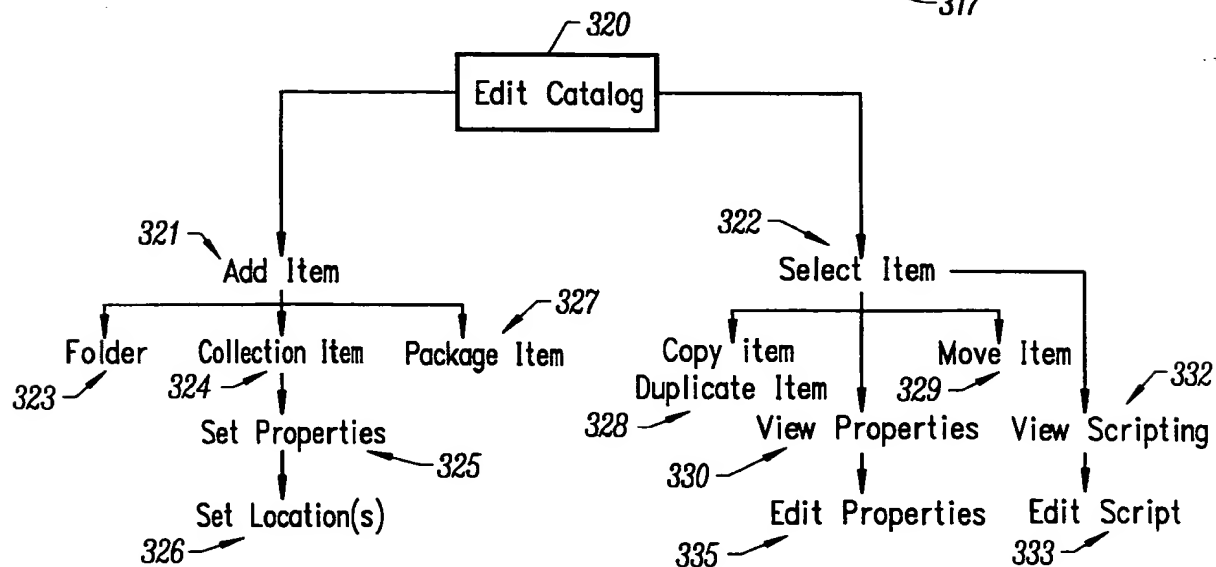 317
320
Edit Catalog
321
Add Item
322
Select Item
327
Folder
Collection Item
Package Item
323
324
Copy item
Duplicate Item
328
Move Item
329
332
Set Properties
325
View Properties
330
View Scripting
Set Location(s)
326
Edit Properties
335
Edit Script
333